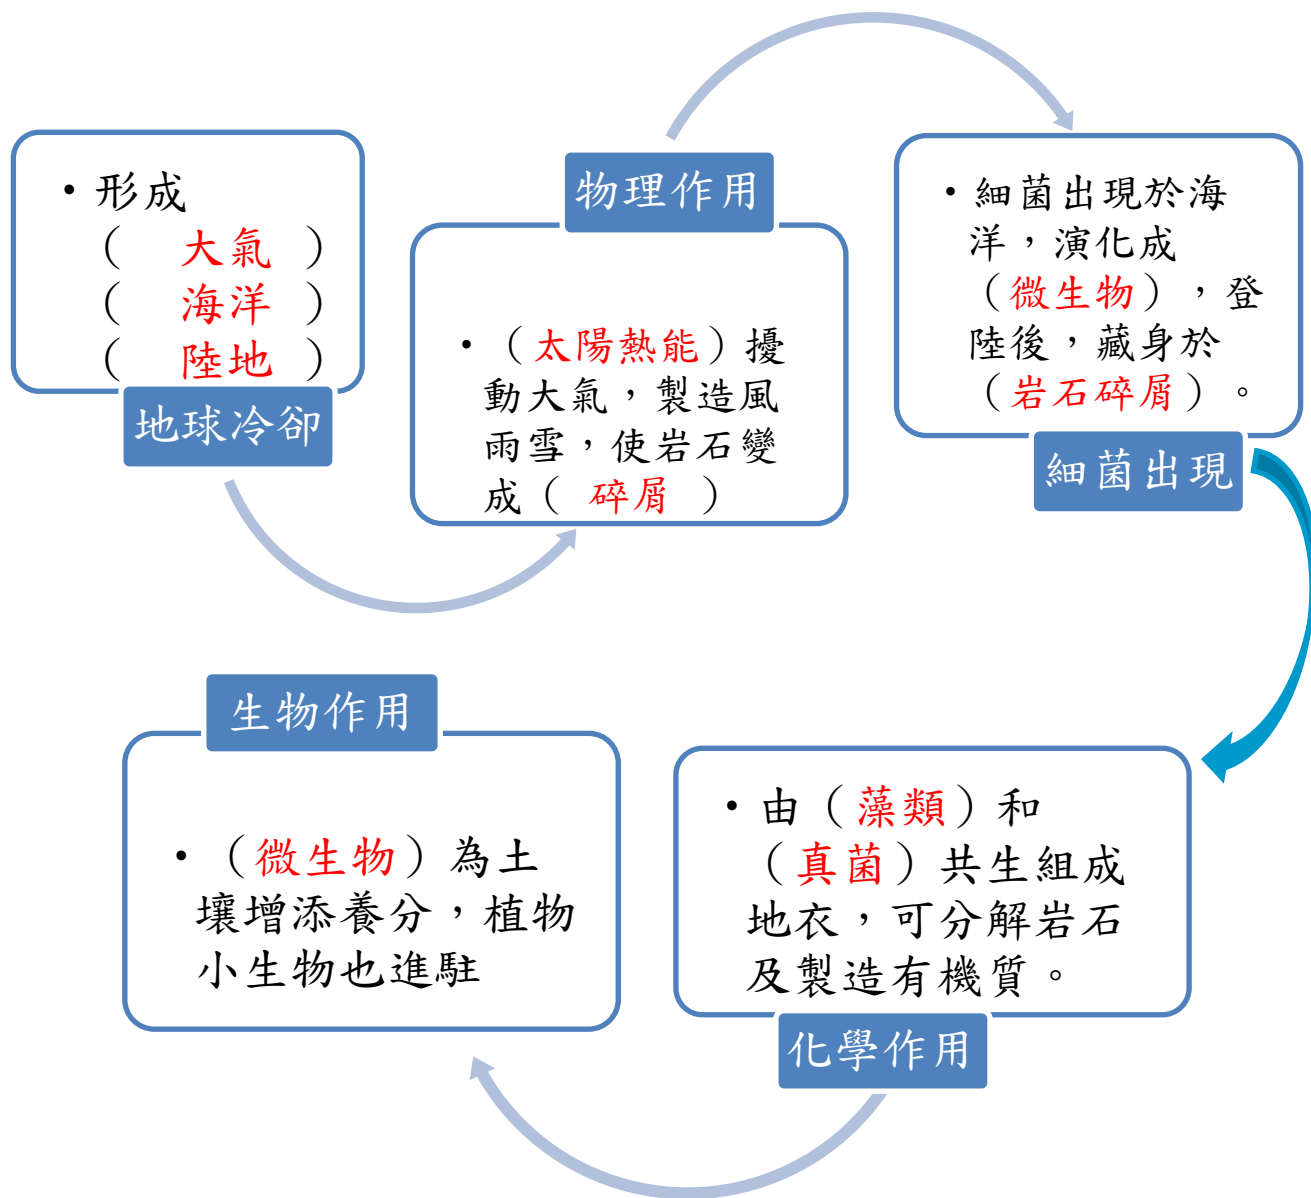 ・形成
（　大氣　）
（　海洋　）
（　陸地　）
地球冷卻
物理作用
・（太陽熱能）擾
動大氣，製造風
雨雪，使岩石變
成（ 碎屑 ）
・細菌出現於海
洋，演化成
（微生物），登
陸後，藏身於
（岩石碎屑）。
細菌出現
・由（藻類）和
（真菌）共生組成
地衣，可分解岩石
及製造有機質。
化學作用
生物作用
・（微生物）為土
壤增添養分，植物
小生物也進駐